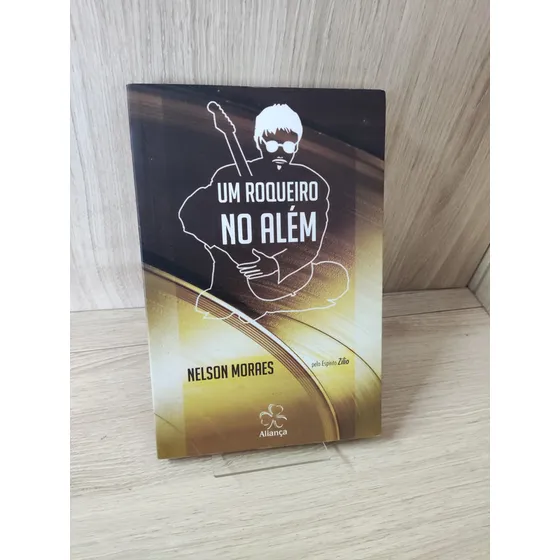 UM ROQUEIRO
NO ALÉM
NELSON MORAES
pelo Espírito Zílio
Aliança